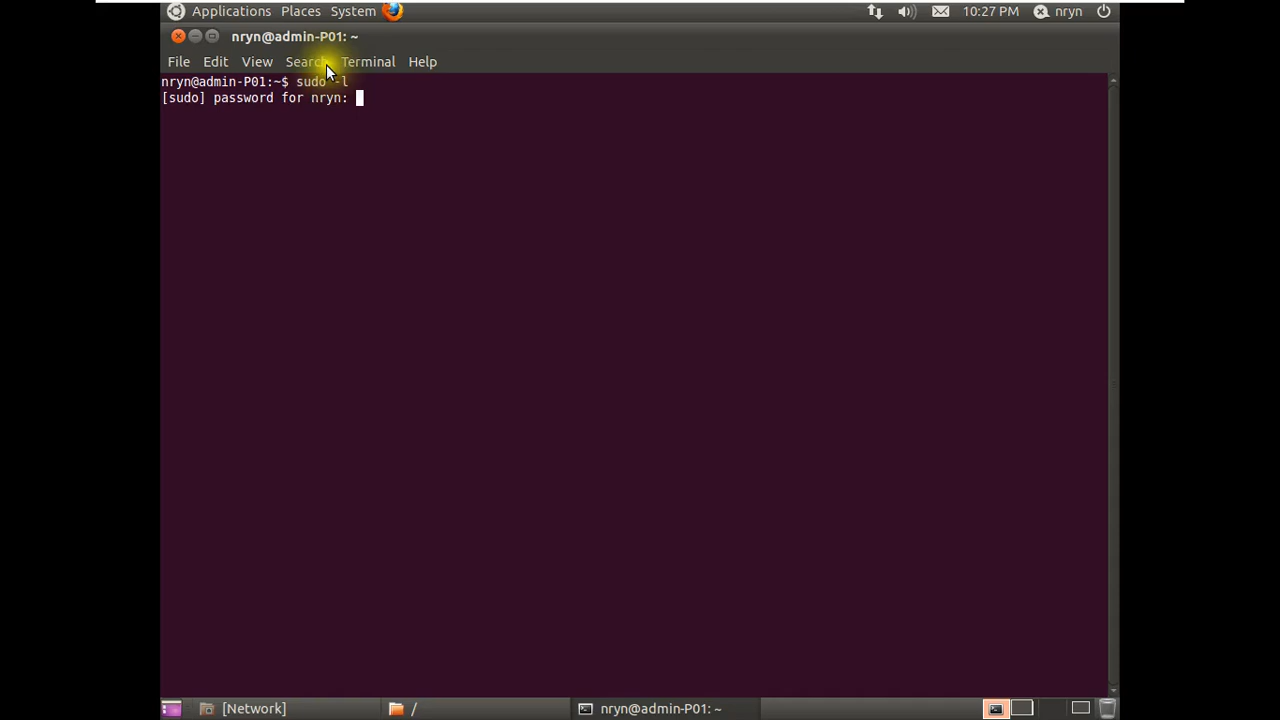 Applications Places System 10:27 PM nryn
nryn@admin-P01: ~
File Edit View Search Terminal Help
nryn@admin-P01:~$ sudo -l
[sudo] password for nryn:
[Network] / nryn@admin-P01: ~